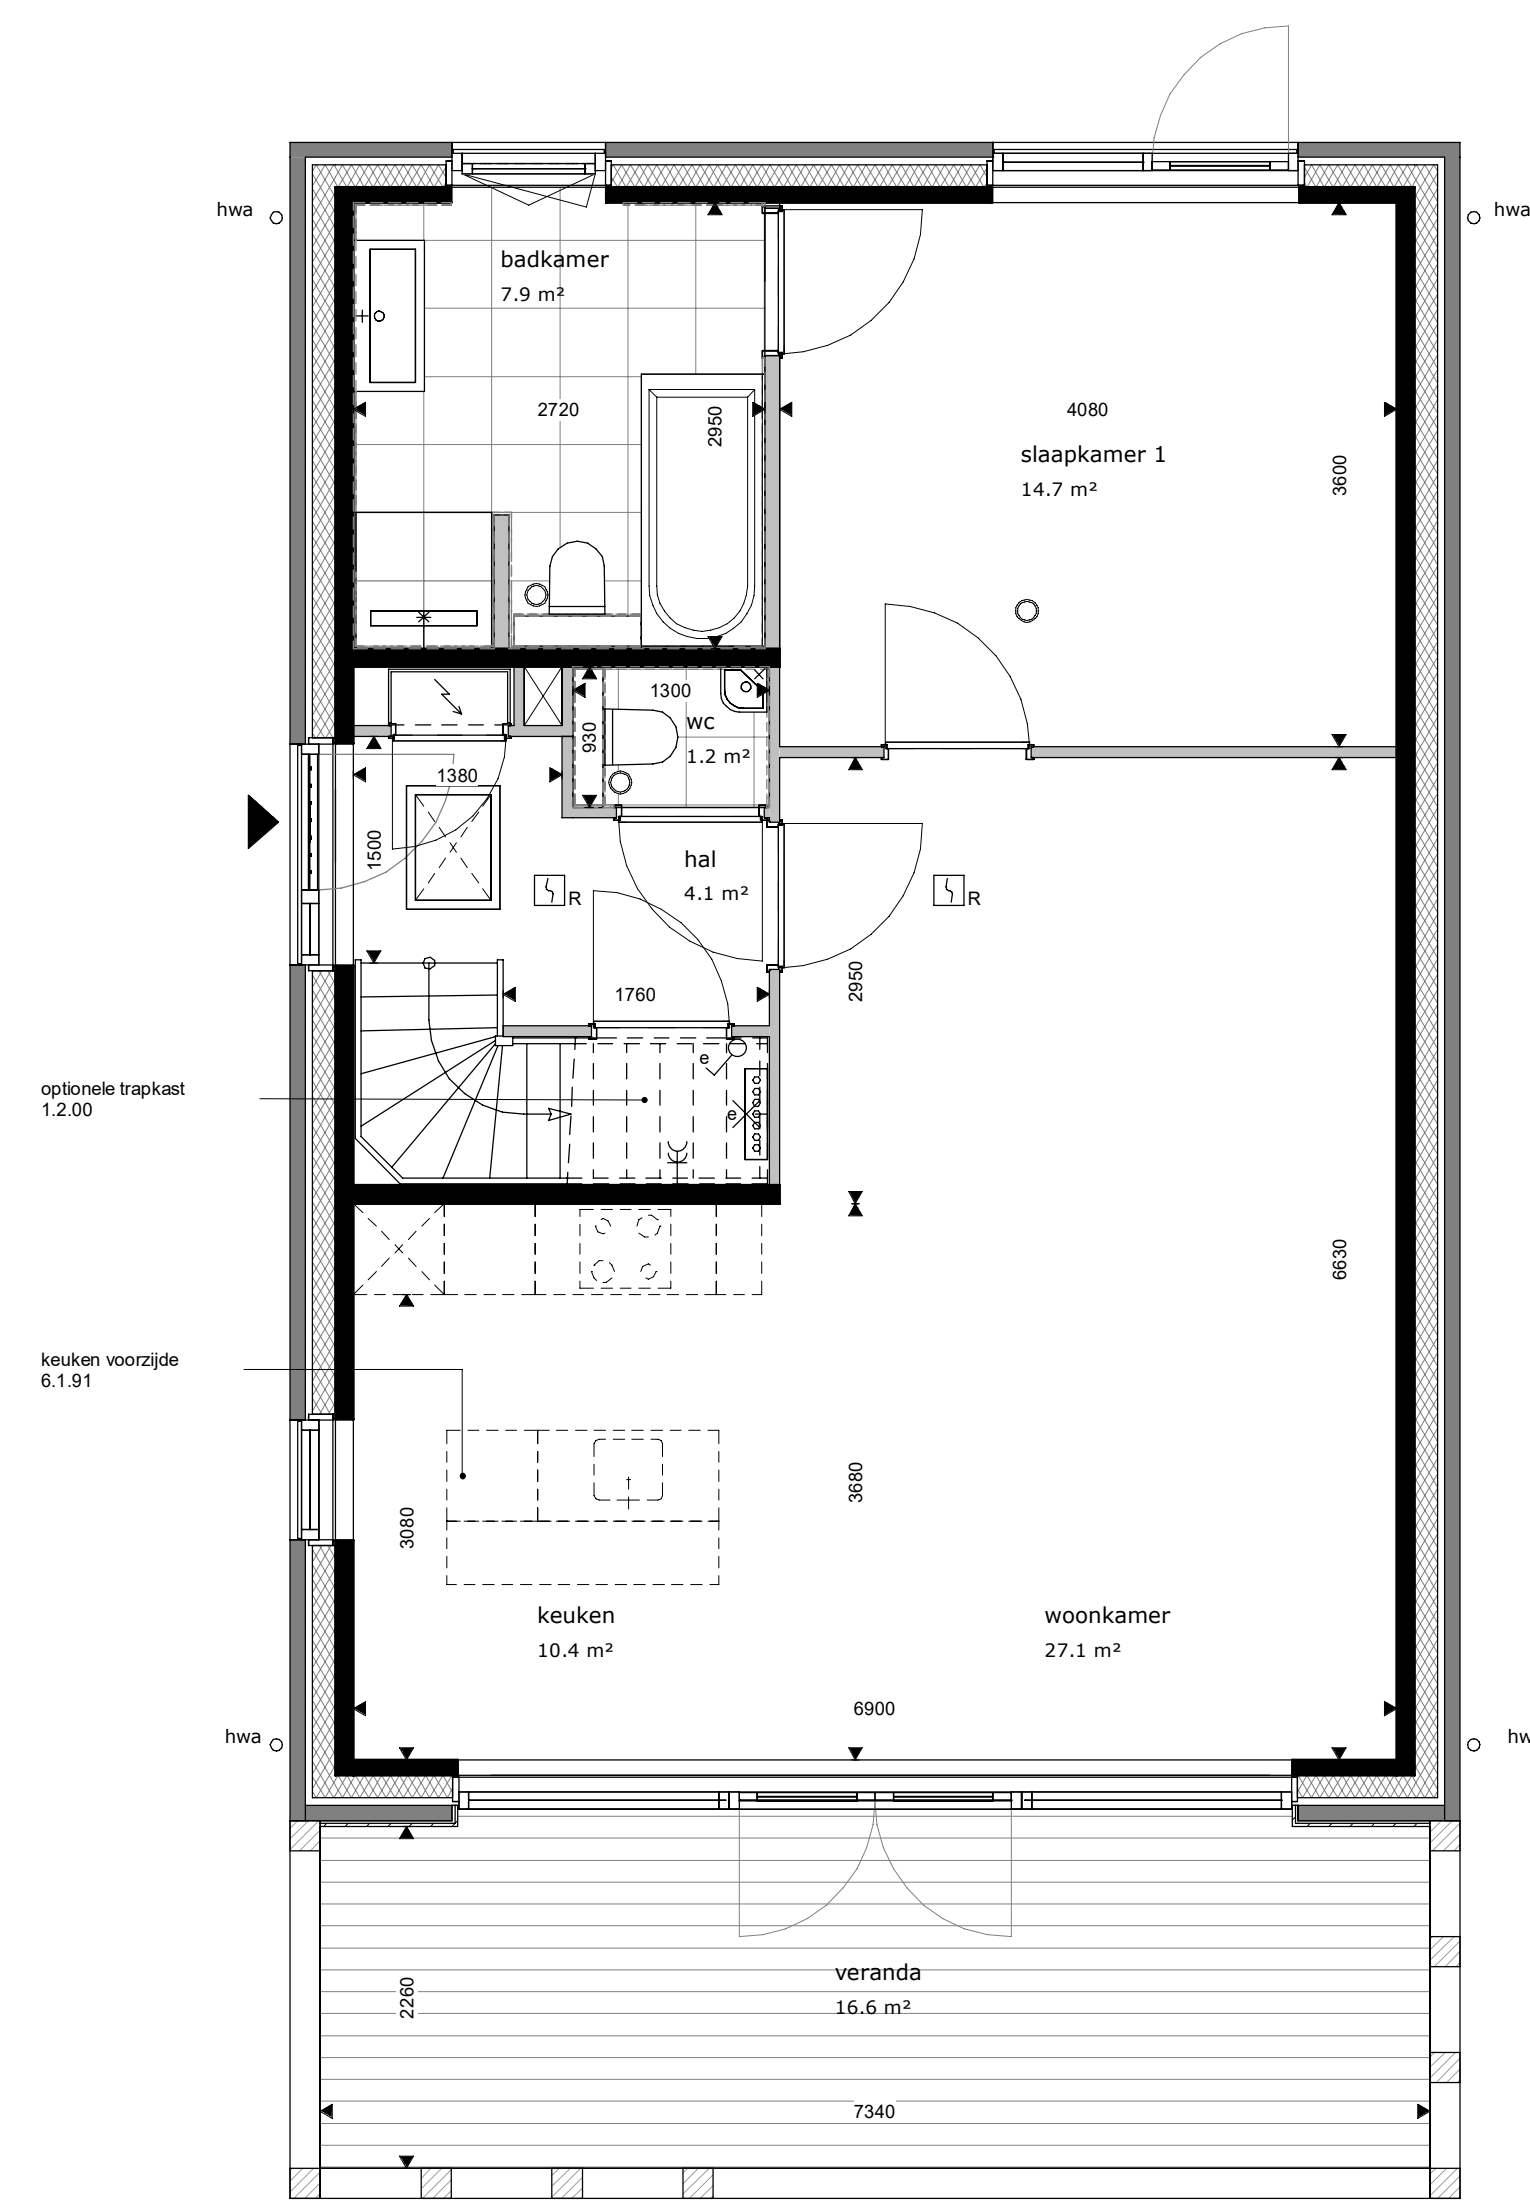 hwa
hwa
badkamer
7.9 m²
2720
2950
4080
slaapkamer 1
14.7 m²
3600
1300
930
wc
1.2 m²
1380
1500
hal
4.1 m²
R
R
1760
2950
e
e
optionele trapkast
1.2.00
6630
keuken voorzijde
6.1.91
3680
3080
keuken
10.4 m²
woonkamer
27.1 m²
6900
hwa
hw
veranda
16.6 m²
2260
7340